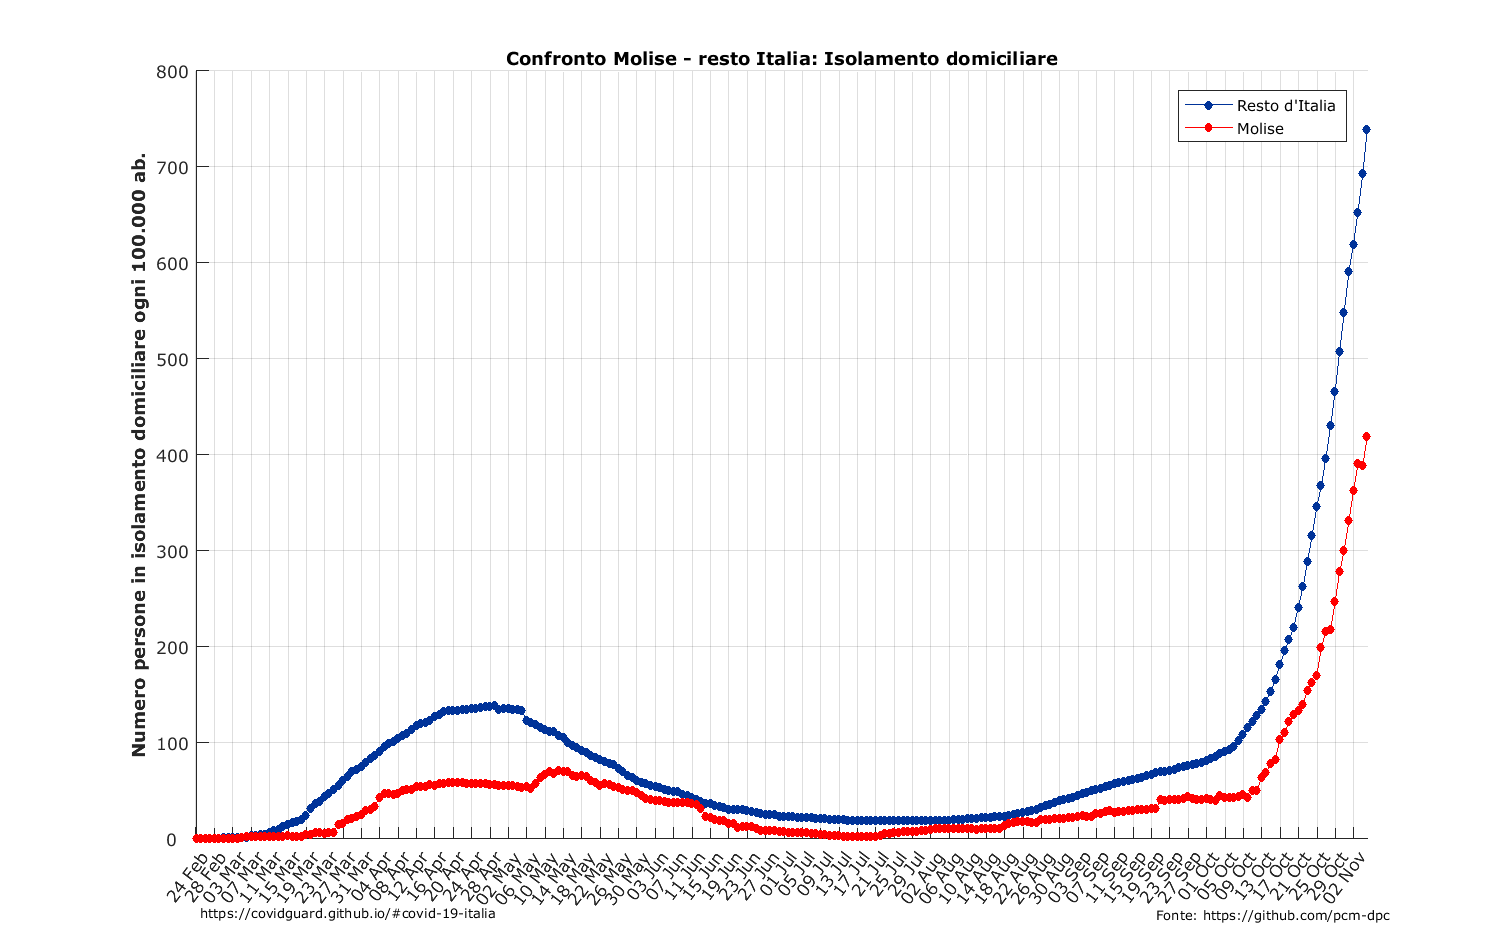 Confronto Molise - resto Italia: Isolamento domiciliare
Numero persone in isolamento domiciliare ogni 100.000 ab.
800
700
600
500
400
300
200
100
0
Resto d'Italia
Molise
24 Feb
28 Feb
03 Mar
07 Mar
11 Mar
15 Mar
19 Mar
23 Mar
27 Mar
31 Mar
04 Apr
08 Apr
12 Apr
16 Apr
20 Apr
24 Apr
28 Apr
02 May
06 May
10 May
14 May
18 May
22 May
26 May
30 May
03 Jun
07 Jun
11 Jun
15 Jun
19 Jun
23 Jun
27 Jun
01 Jul
05 Jul
09 Jul
13 Jul
17 Jul
21 Jul
25 Jul
29 Jul
02 Aug
06 Aug
10 Aug
14 Aug
18 Aug
22 Aug
26 Aug
30 Aug
03 Sep
07 Sep
11 Sep
15 Sep
19 Sep
23 Sep
27 Sep
01 Oct
05 Oct
09 Oct
13 Oct
17 Oct
21 Oct
25 Oct
29 Oct
02 Nov
https://covidguard.github.io/#covid-19-italia
Fonte: https://github.com/pcm-dpc